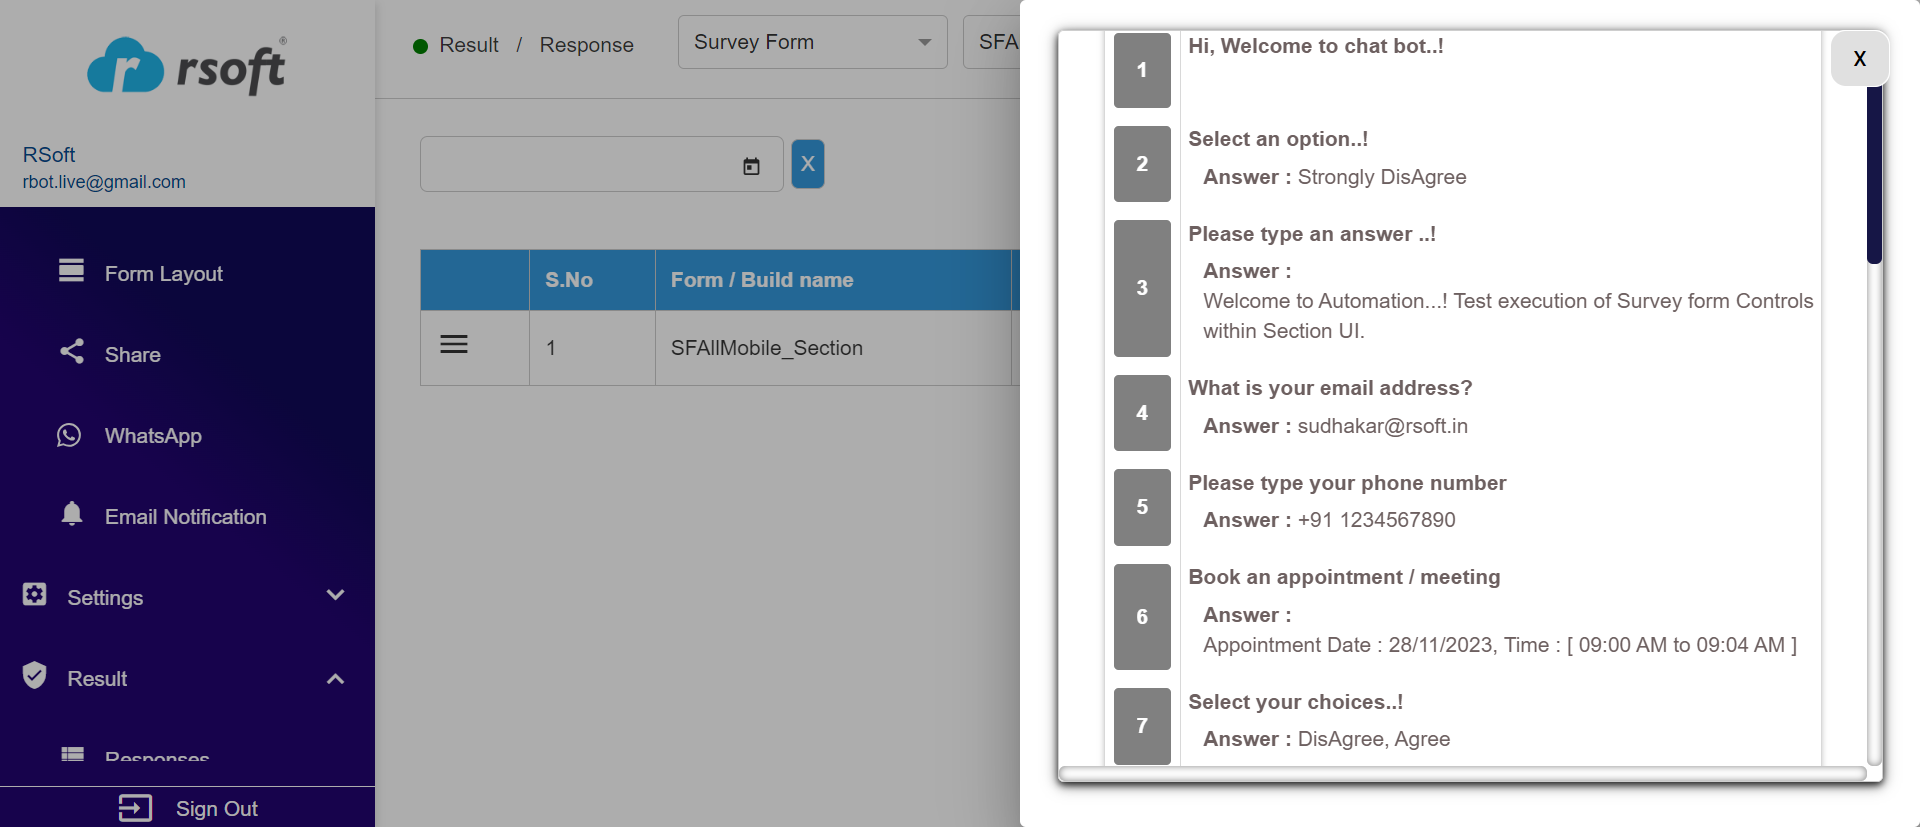 rsoft®
RSoft
rbot.live@gmail.com
Form Layout
Share
WhatsApp
Email Notification
Settings
Result
Responses
Sign Out
Result / Response
Survey Form
SFA
X
S.No
Form / Build name
1
SFAllMobile_Section
X
1
Hi, Welcome to chat bot..!
2
Select an option..!
Answer : Strongly DisAgree
3
Please type an answer ..!
Answer :
Welcome to Automation...! Test execution of Survey form Controls
within Section UI.
4
What is your email address?
Answer : sudhakar@rsoft.in
5
Please type your phone number
Answer : +91 1234567890
6
Book an appointment / meeting
Answer :
Appointment Date : 28/11/2023, Time : [ 09:00 AM to 09:04 AM ]
7
Select your choices..!
Answer : DisAgree, Agree